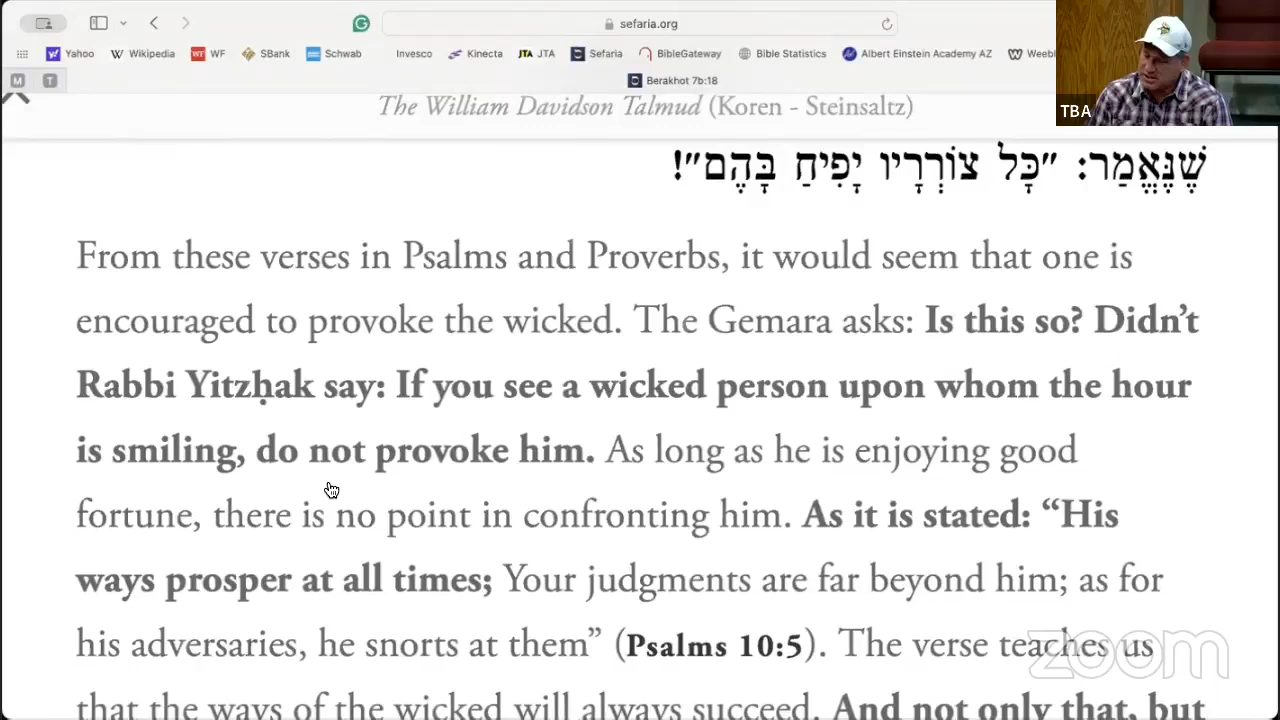 sefaria.org
Yahoo
Wikipedia
WF
SBank
Schwab
Invesco
Kinecta
JTA JTA
Sefaria
BibleGateway
Bible Statistics
Albert Einstein Academy AZ
Weebl
M
T
Berakhot 7b:18
TBA
The William Davidson Talmud (Koren - Steinsaltz)
שֶׁנֶּאֱמַר: ״כׇּל צוֹרְרָיו יָפִיחַ בָּהֶם״!
From these verses in Psalms and Proverbs, it would seem that one is
encouraged to provoke the wicked. The Gemara asks: Is this so? Didn’t
Rabbi Yitzḥak say: If you see a wicked person upon whom the hour
is smiling, do not provoke him. As long as he is enjoying good
fortune, there is no point in confronting him. As it is stated: “His
ways prosper at all times; Your judgments are far beyond him; as for
his adversaries, he snorts at them” (Psalms 10:5). The verse teaches us
that the ways of the wicked will always succeed. And not only that, but
zoom